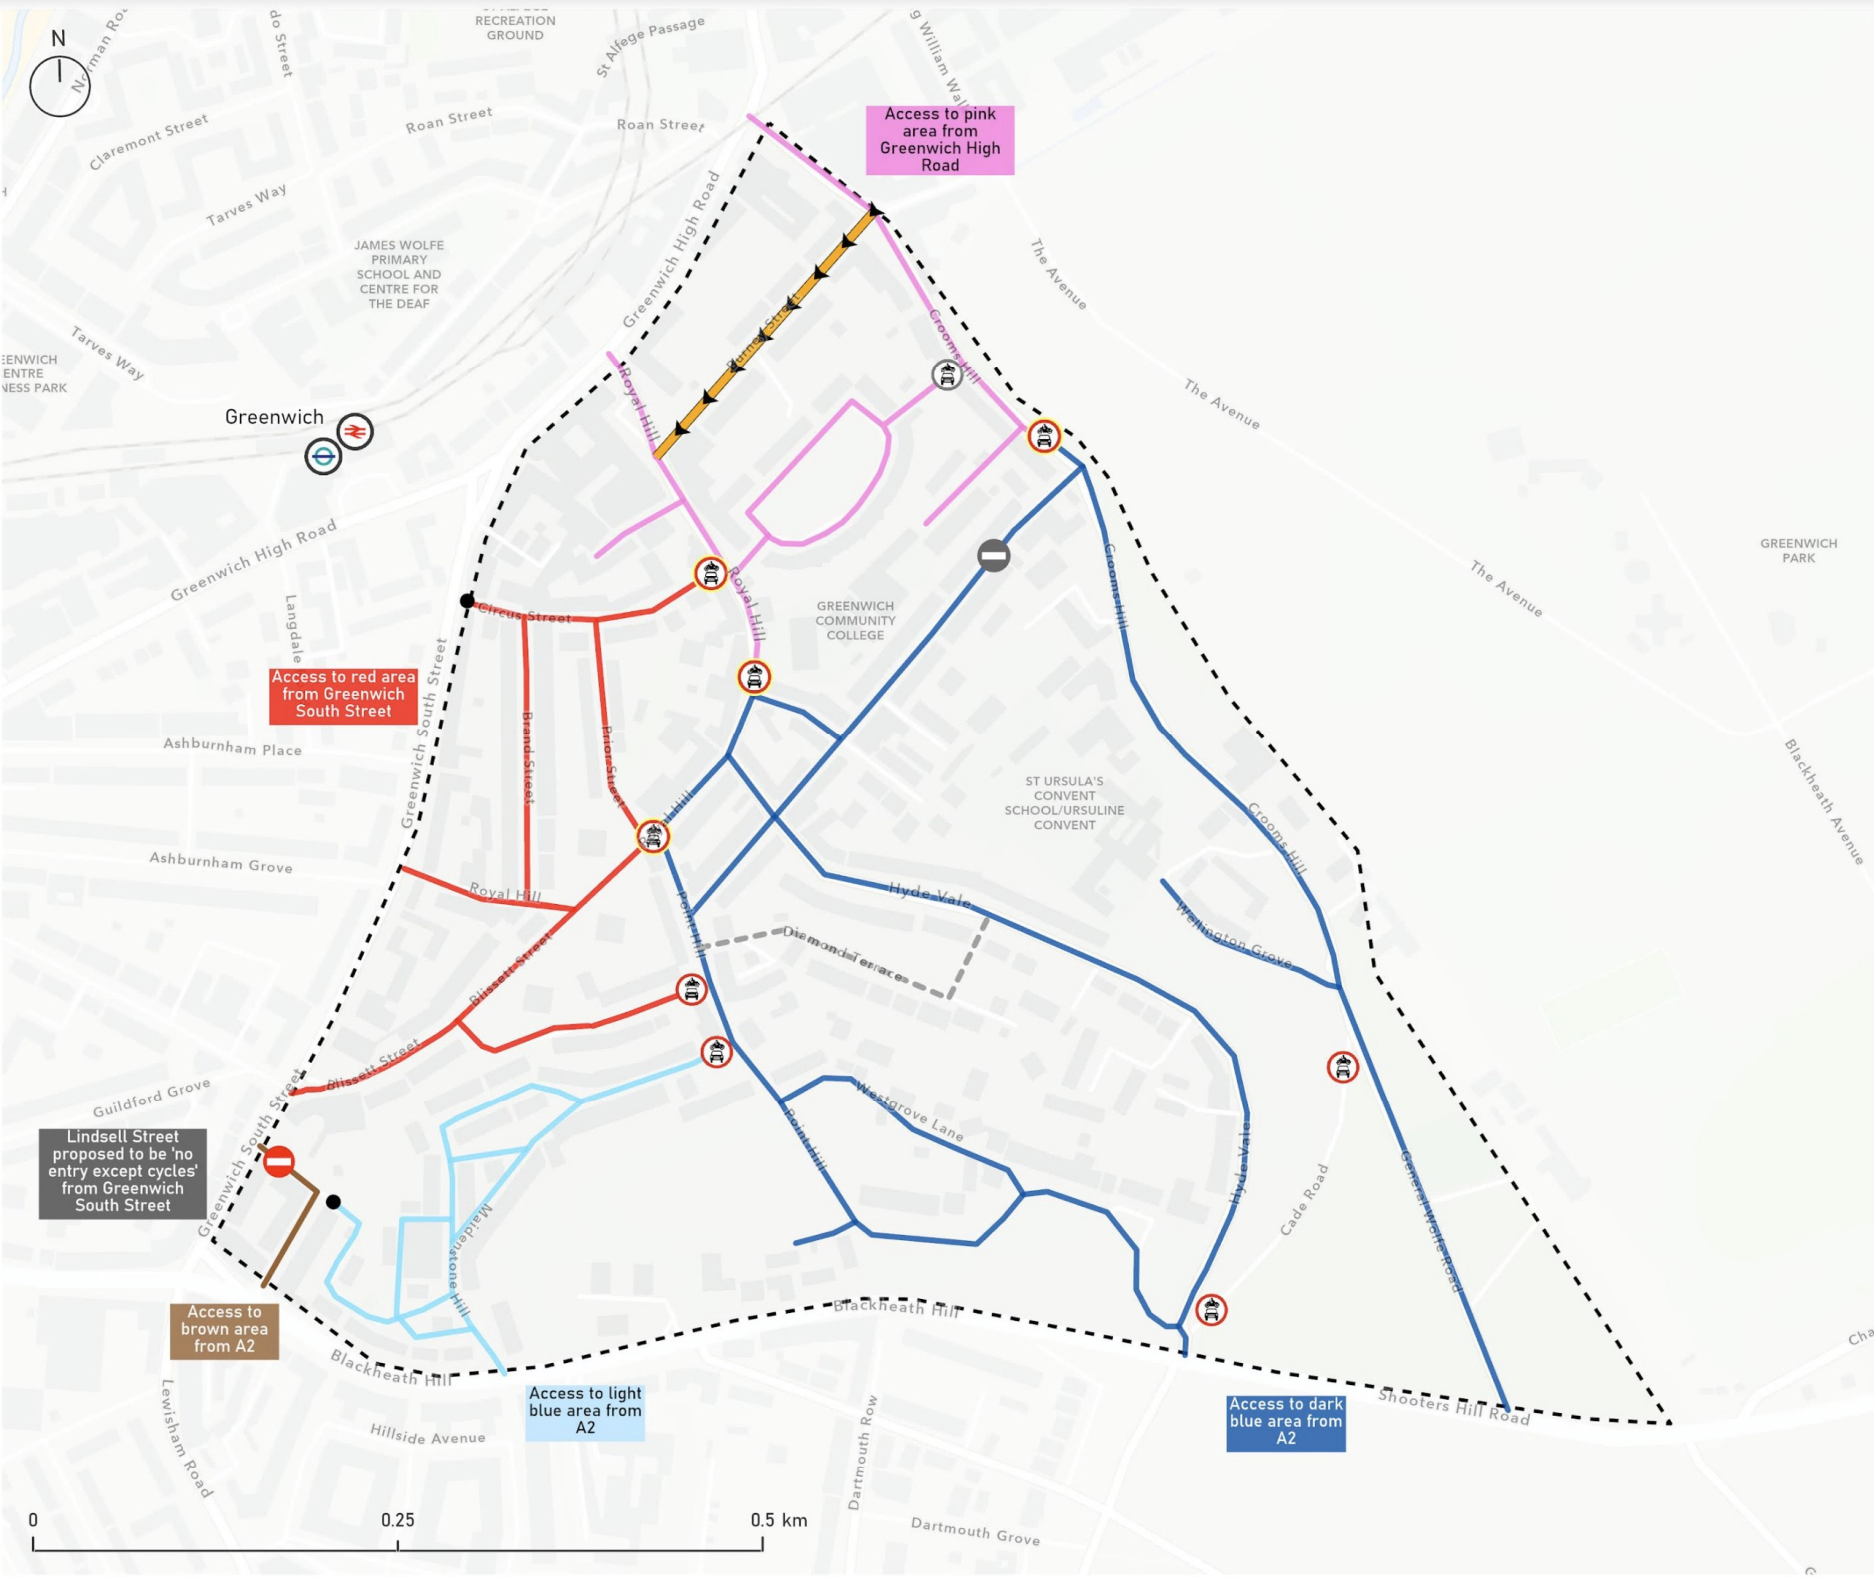 RECREATION
GROUND
St Alfege Passage
N
Claremont Street
Roan Street
Roan Street
Access to pink
area from
Greenwich High
Road
Tarves Way
JAMES WOLFE
PRIMARY
SCHOOL AND
CENTRE FOR
THE DEAF
Greenwich High Road
The Avenue
Tarves Way
Burney Street
Crooms Hill
Royal Hill
The Avenue
NESS PARK
Greenwich
Greenwich High Road
Crooms Hill
GREENWICH
PARK
The Avenue
Langdale
Circus Street
Royal Hill
GREENWICH
COMMUNITY
COLLEGE
Access to red area
from Greenwich
South Street
Greenwich South Street
Ashburnham Place
Brand Street
Prior Street
Hill
ST URSULA'S
CONVENT
SCHOOL/URSULINE
CONVENT
Crooms Hill
Blackheath Avenue
Ashburnham Grove
Royal Hill
Point Hill
Hyde Vale
Wellington Grove
Diamond Terrace
Blissett Street
Blissett Street
Guildford Grove
Greenwich South Street
Westgrove Lane
Point Hill
Lindsell Street
proposed to be 'no
entry except cycles'
from Greenwich
South Street
Hyde Vale
Cade Road
General Wolfe Road
Maidenstone Hill
Access to
brown area
from A2
Blackheath Hill
Blackheath Hill
Access to light
blue area from
A2
Access to dark
blue area from
A2
Shooters Hill Road
Lewisham Road
Hillside Avenue
Dartmouth Row
Dartmouth Grove
0 0.25 0.5 km